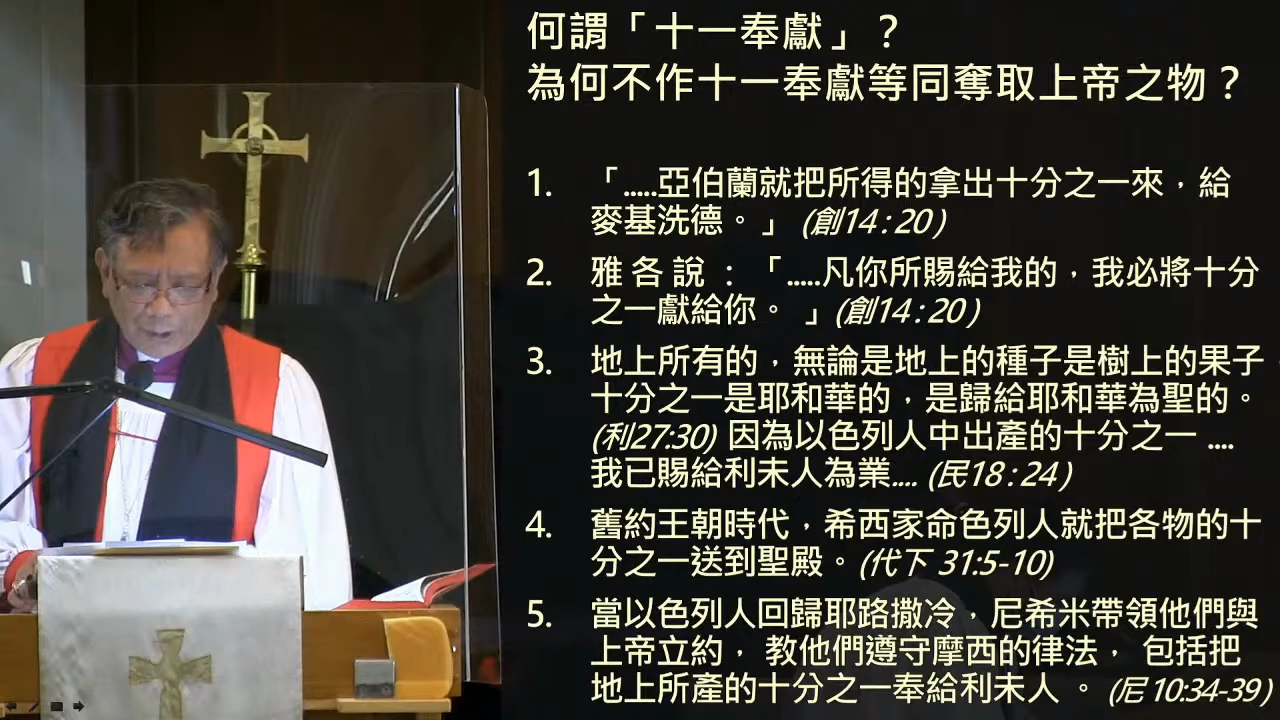 何謂「十一奉獻」？
為何不作十一奉獻等同奪取上帝之物？
1. 「.....亞伯蘭就把所得的拿出十分之一來，給
麥基洗德。」 (創14 : 20 )
2. 雅 各 說 ： 「.....凡你所賜給我的，我必將十分
之一獻給你。 」(創14 : 20 )
3. 地上所有的，無論是地上的種子是樹上的果子
十分之一是耶和華的，是歸給耶和華為聖的。
(利27:30) 因為以色列人中出產的十分之一 ....
我已賜給利未人為業.... (民18 : 24 )
4. 舊約王朝時代，希西家命色列人就把各物的十
分之一送到聖殿。(代下 31:5-10)
5. 當以色列人回歸耶路撒冷，尼希米帶領他們與
上帝立約， 教他們遵守摩西的律法， 包括把
地上所產的十分之一奉給利未人 。 (尼 10:34-39 )